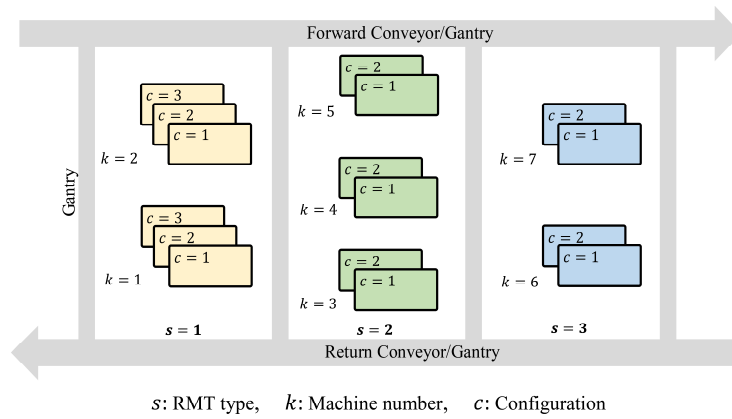 Forward Conveyor/Gantry
Gantry
c = 3
c = 2
c = 1
k = 2
c = 3
c = 2
c = 1
k = 1
s = 1
c = 2
c = 1
k = 5
c = 2
c = 1
k = 4
c = 2
c = 1
k = 3
s = 2
c = 2
c = 1
k = 7
c = 2
c = 1
k = 6
s = 3
Return Conveyor/Gantry
s: RMT type, k: Machine number, c: Configuration